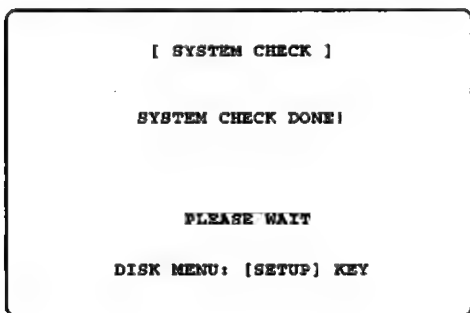 [ SYSTEM CHECK ]
SYSTEM CHECK DONE!
PLEASE WAIT
DISK MENU: [SETUP] KEY